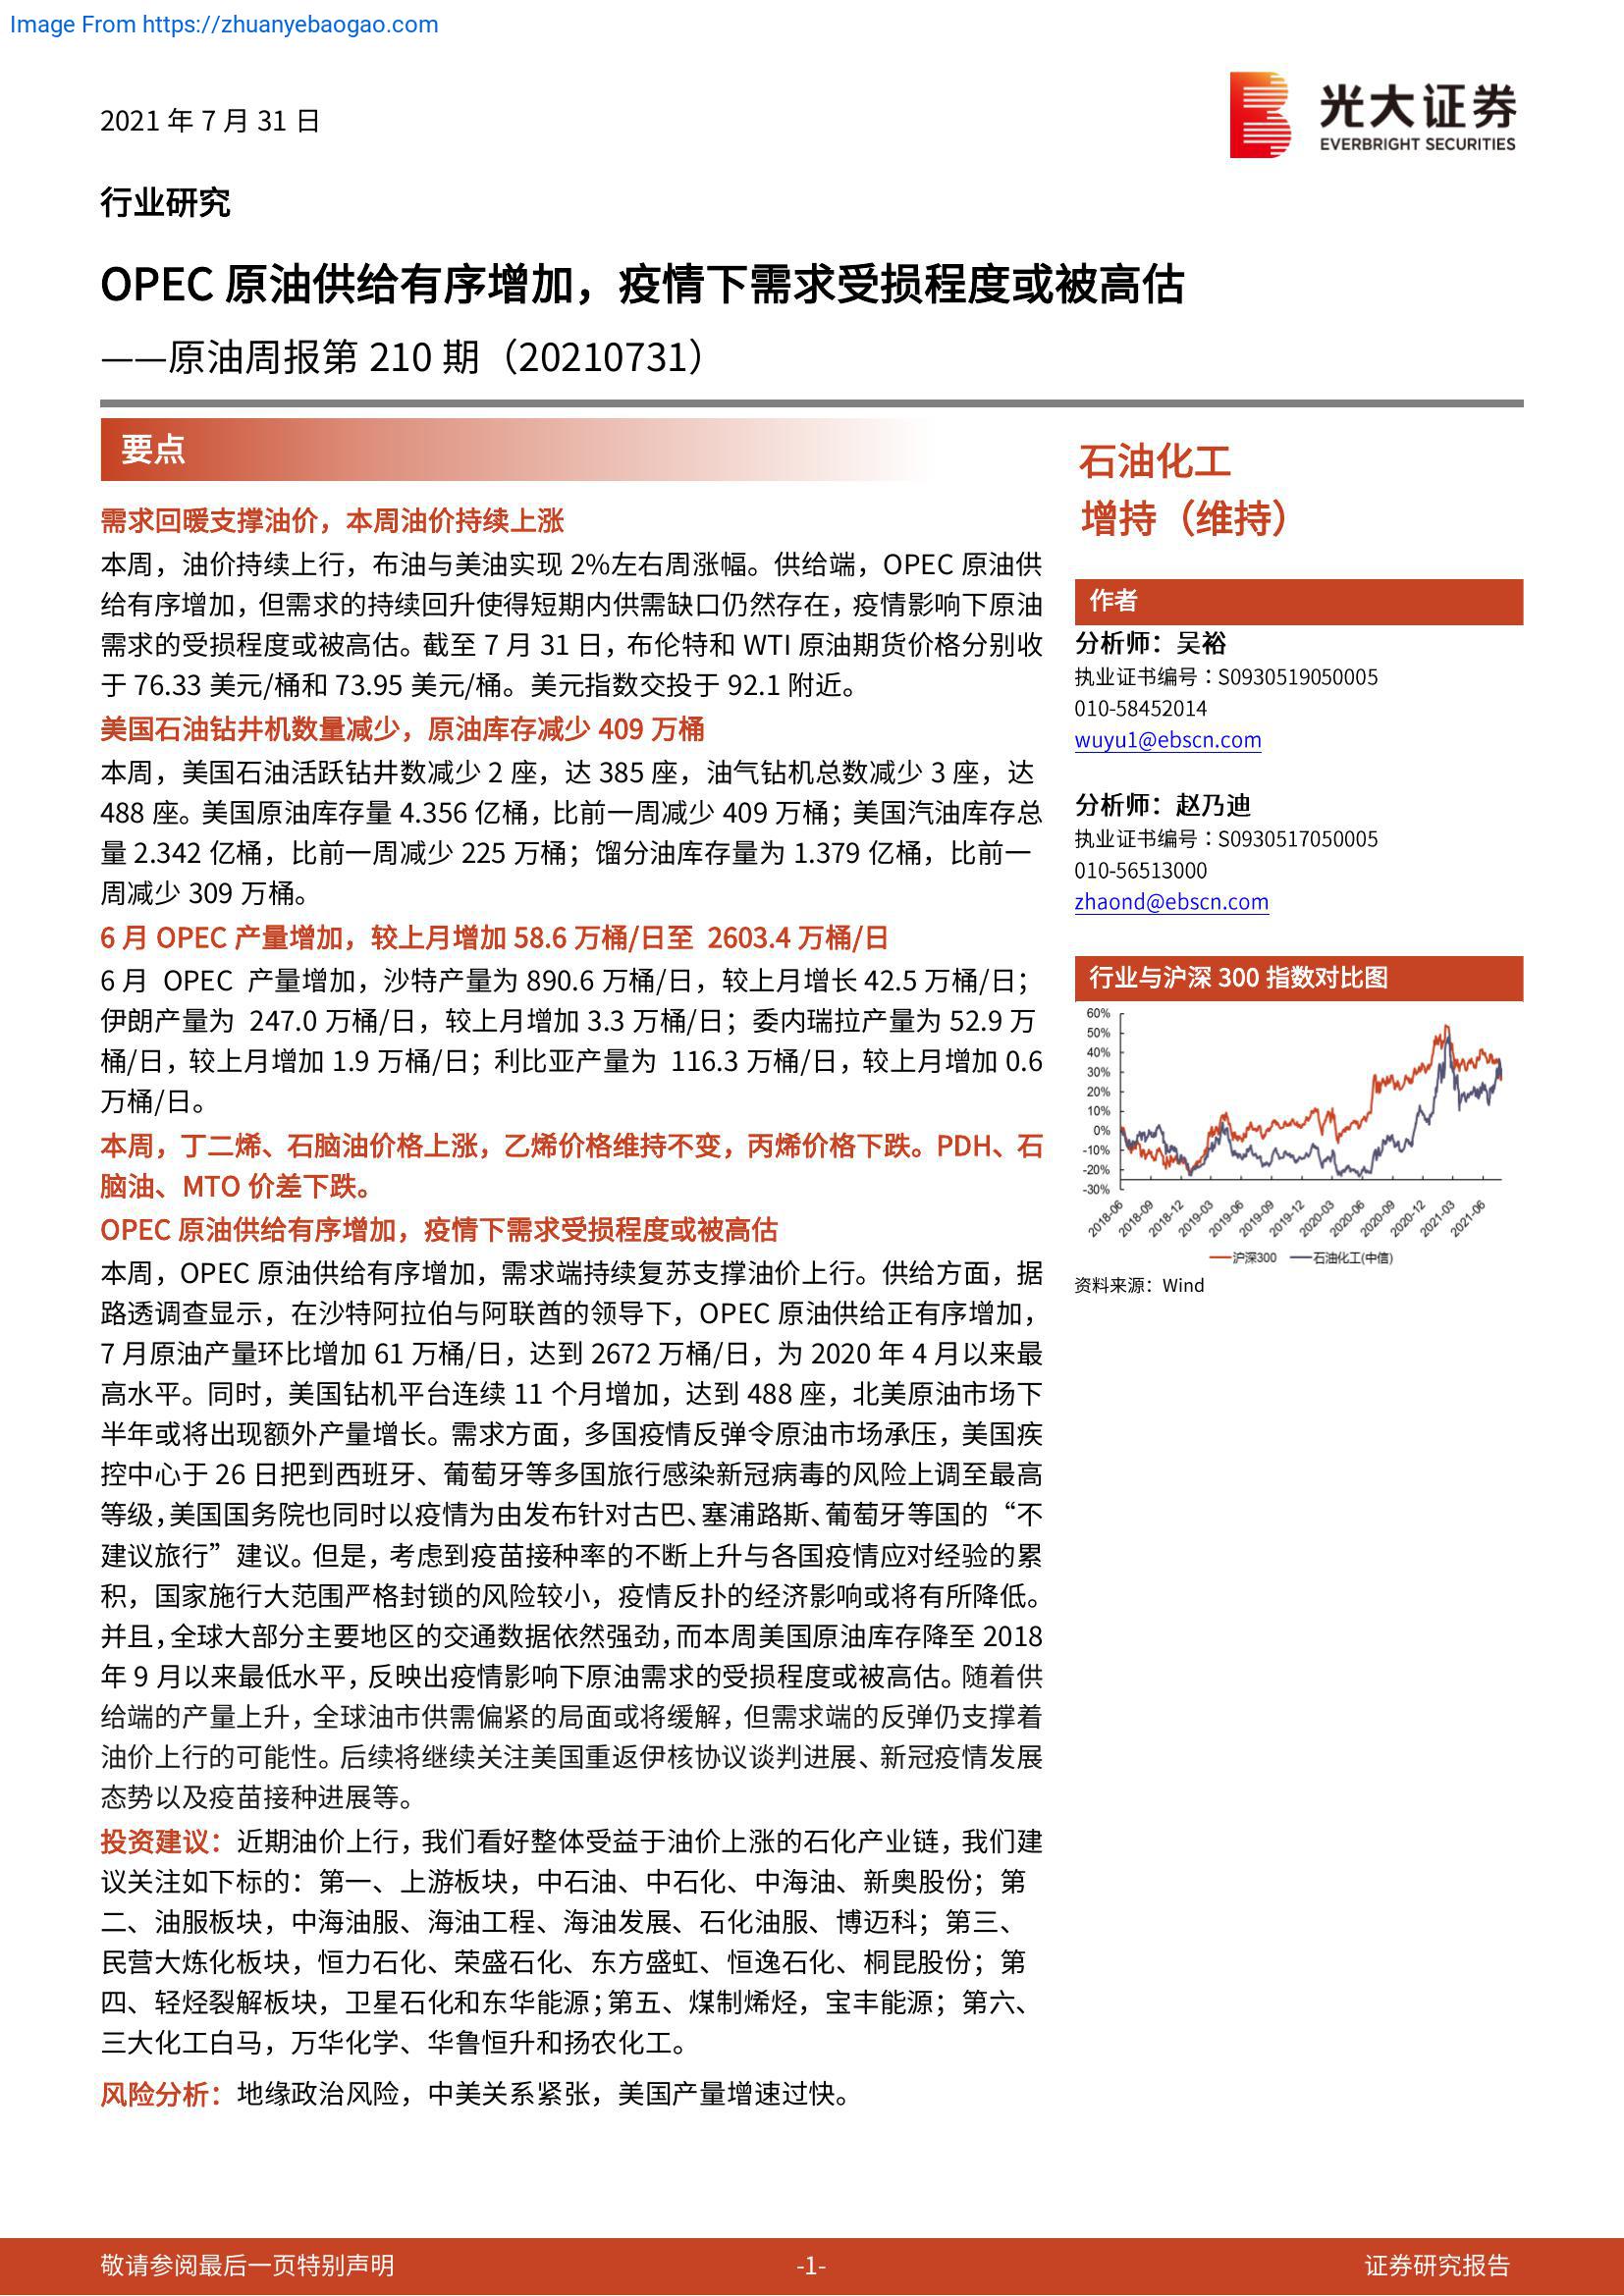 Image From https://zhuanyebaogao.com
2021 年 7 月 31 日
光大证券
EVERBRIGHT SECURITIES
行业研究
OPEC 原油供给有序增加，疫情下需求受损程度或被高估
——原油周报第 210 期（20210731）
要点
需求回暖支撑油价，本周油价持续上涨
本周，油价持续上行，布油与美油实现 2%左右周涨幅。供给端，OPEC 原油供
给有序增加，但需求的持续回升使得短期内供需缺口仍然存在，疫情影响下原油
需求的受损程度或被高估。截至 7 月 31 日，布伦特和 WTI 原油期货价格分别收
于 76.33 美元/桶和 73.95 美元/桶。美元指数交投于 92.1 附近。
美国石油钻井机数量减少，原油库存减少 409 万桶
本周，美国石油活跃钻井数减少 2 座，达 385 座，油气钻机总数减少 3 座，达
488 座。美国原油库存量 4.356 亿桶，比前一周减少 409 万桶；美国汽油库存总
量 2.342 亿桶，比前一周减少 225 万桶；馏分油库存量为 1.379 亿桶，比前一
周减少 309 万桶。
6 月 OPEC 产量增加，较上月增加 58.6 万桶/日至 2603.4 万桶/日
6 月 OPEC 产量增加，沙特产量为 890.6 万桶/日，较上月增长 42.5 万桶/日；
伊朗产量为 247.0 万桶/日，较上月增加 3.3 万桶/日；委内瑞拉产量为 52.9 万
桶/日，较上月增加 1.9 万桶/日；利比亚产量为 116.3 万桶/日，较上月增加 0.6
万桶/日。
本周，丁二烯、石脑油价格上涨，乙烯价格维持不变，丙烯价格下跌。PDH、石
脑油、MTO 价差下跌。
OPEC 原油供给有序增加，疫情下需求受损程度或被高估
本周，OPEC 原油供给有序增加，需求端持续复苏支撑油价上行。供给方面，据
路透调查显示，在沙特阿拉伯与阿联酋的领导下，OPEC 原油供给正有序增加，
7 月原油产量环比增加 61 万桶/日，达到 2672 万桶/日，为 2020 年 4 月以来最
高水平。同时，美国钻机平台连续 11 个月增加，达到 488 座，北美原油市场下
半年或将出现额外产量增长。需求方面，多国疫情反弹令原油市场承压，美国疾
控中心于 26 日把到西班牙、葡萄牙等多国旅行感染新冠病毒的风险上调至最高
等级，美国国务院也同时以疫情为由发布针对古巴、塞浦路斯、葡萄牙等国的“不
建议旅行”建议。但是，考虑到疫苗接种率的不断上升与各国疫情应对经验的累
积，国家施行大范围严格封锁的风险较小，疫情反扑的经济影响或将有所降低。
并且，全球大部分主要地区的交通数据依然强劲，而本周美国原油库存降至 2018
年 9 月以来最低水平，反映出疫情影响下原油需求的受损程度或被高估。随着供
给端的产量上升，全球油市供需偏紧的局面或将缓解，但需求端的反弹仍支撑着
油价上行的可能性。后续将继续关注美国重返伊核协议谈判进展、新冠疫情发展
态势以及疫苗接种进展等。
投资建议：近期油价上行，我们看好整体受益于油价上涨的石化产业链，我们建
议关注如下标的：第一、上游板块，中石油、中石化、中海油、新奥股份；第
二、油服板块，中海油服、海油工程、海油发展、石化油服、博迈科；第三、
民营大炼化板块，恒力石化、荣盛石化、东方盛虹、恒逸石化、桐昆股份；第
四、轻烃裂解板块，卫星石化和东华能源；第五、煤制烯烃，宝丰能源；第六、
三大化工白马，万华化学、华鲁恒升和扬农化工。
风险分析：地缘政治风险，中美关系紧张，美国产量增速过快。
石油化工
增持（维持）
作者
分析师：吴裕
执业证书编号：S0930519050005
010-58452014
wuyu1@ebscn.com
分析师：赵乃迪
执业证书编号：S0930517050005
010-56513000
zhaond@ebscn.com
行业与沪深 300 指数对比图
60%
50%
40%
30%
20%
10%
0%
-10%
-20%
-30%
2018-06 2018-09 2018-12 2019-03 2019-06 2019-09 2019-12 2020-03 2020-06 2020-09 2020-12 2021-03 2021-06
沪深300 石油化工(中信)
资料来源：Wind
敬请参阅最后一页特别声明 -1- 证券研究报告